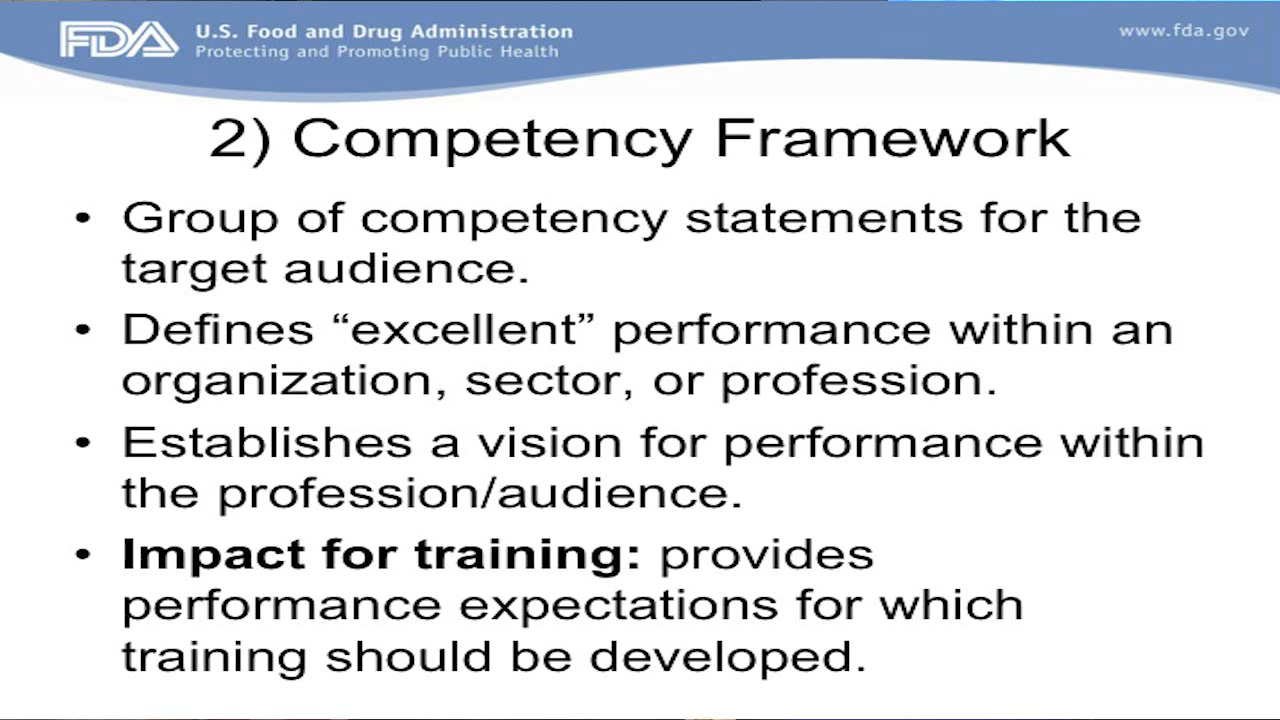 FDA
U.S. Food and Drug Administration
Protecting and Promoting Public Health
www.fda.gov
2) Competency Framework
• Group of competency statements for the
target audience.
• Defines “excellent” performance within an
organization, sector, or profession.
• Establishes a vision for performance within
the profession/audience.
• Impact for training: provides
performance expectations for which
training should be developed.